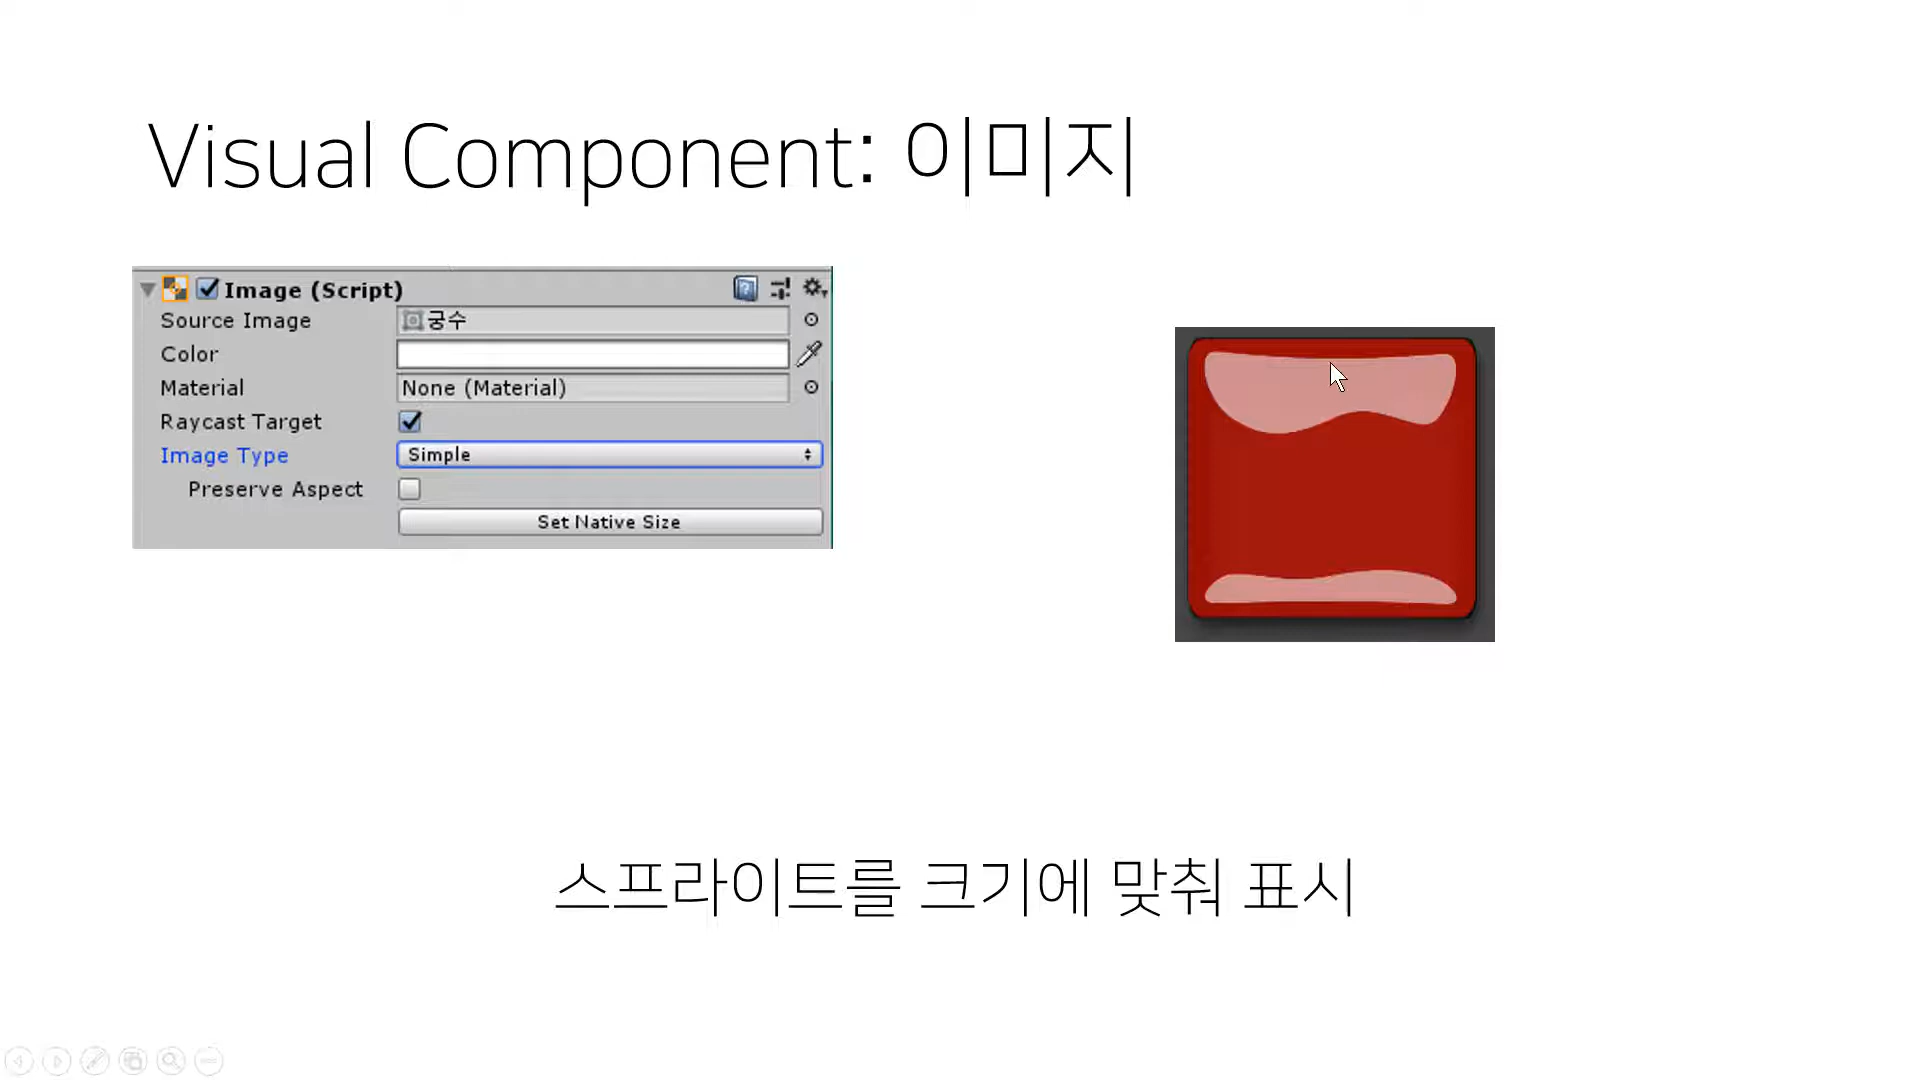 Visual Component: 이미지
Image (Script)
Source Image 궁수
Color
Material None (Material)
Raycast Target
Image Type Simple
Preserve Aspect
Set Native Size
스프라이트를 크기에 맞춰 표시